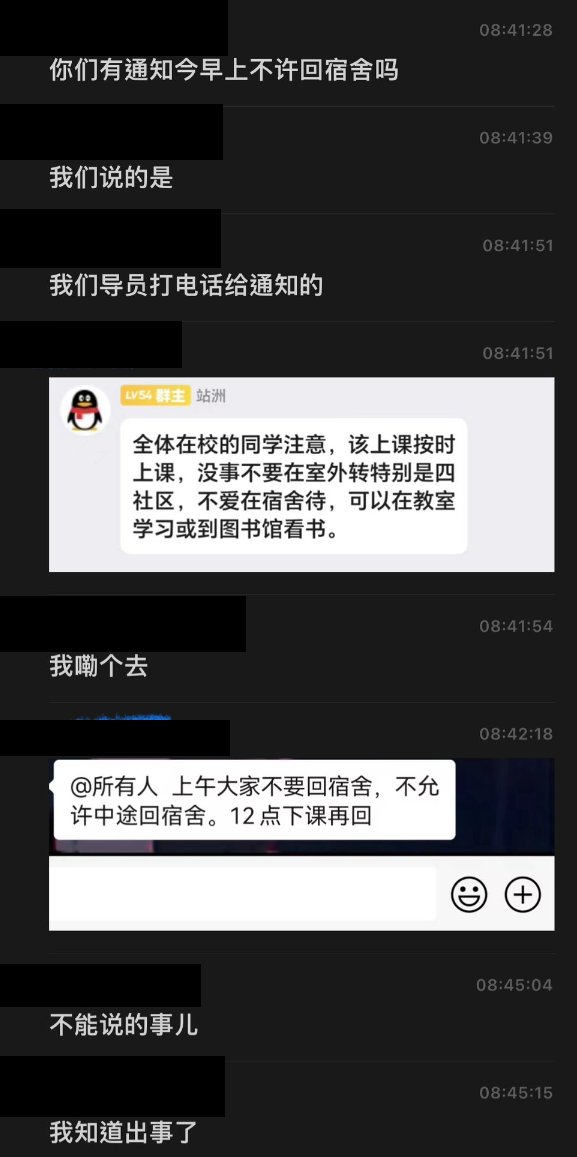 08:41:28
你们有通知今早上不许回宿舍吗
08:41:39
我们说的是
08:41:51
我们导员打电话给通知的
08:41:51
LV54 群主 站洲
全体在校的同学注意，该上课按时
上课，没事不要在室外转特别是四
社区，不爱在宿舍待，可以在教室
学习或到图书馆看书。
08:41:54
我嘞个去
08:42:18
@所有人 上午大家不要回宿舍，不允
许中途回宿舍。12点下课再回
08:45:04
不能说的事儿
08:45:15
我知道出事了